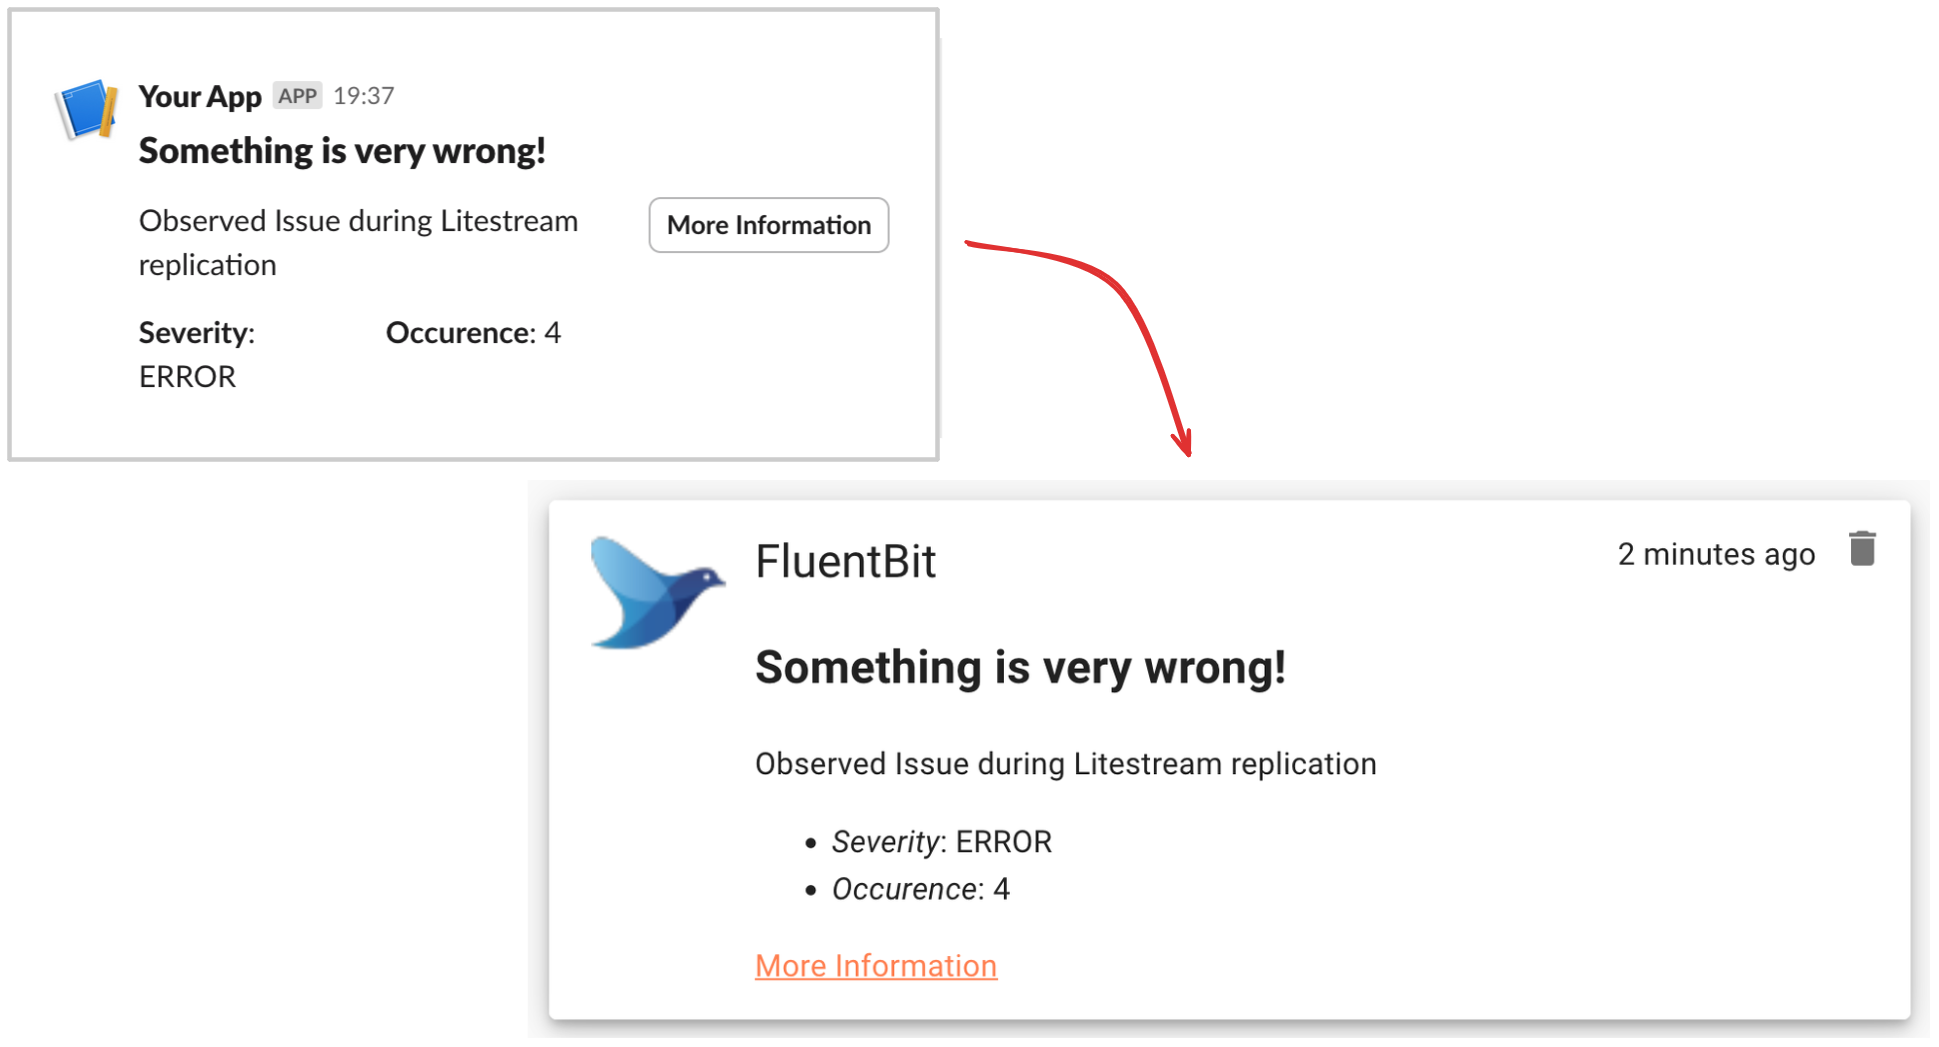 Your App APP 19:37
Something is very wrong!
Observed Issue during Litestream
replication
More Information
Severity: Occurence: 4
ERROR
FluentBit
2 minutes ago
Something is very wrong!
Observed Issue during Litestream replication
• Severity: ERROR
• Occurence: 4
More Information